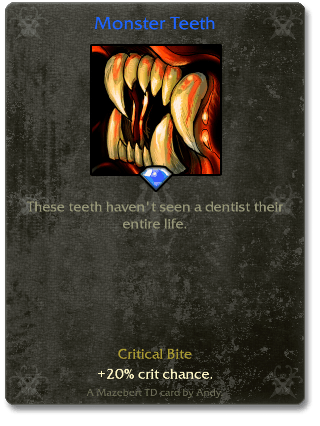 Monster Teeth
These teeth haven't seen a dentist their
entire life.
Critical Bite
+20% crit chance.
A Mazebert TD card by Andy